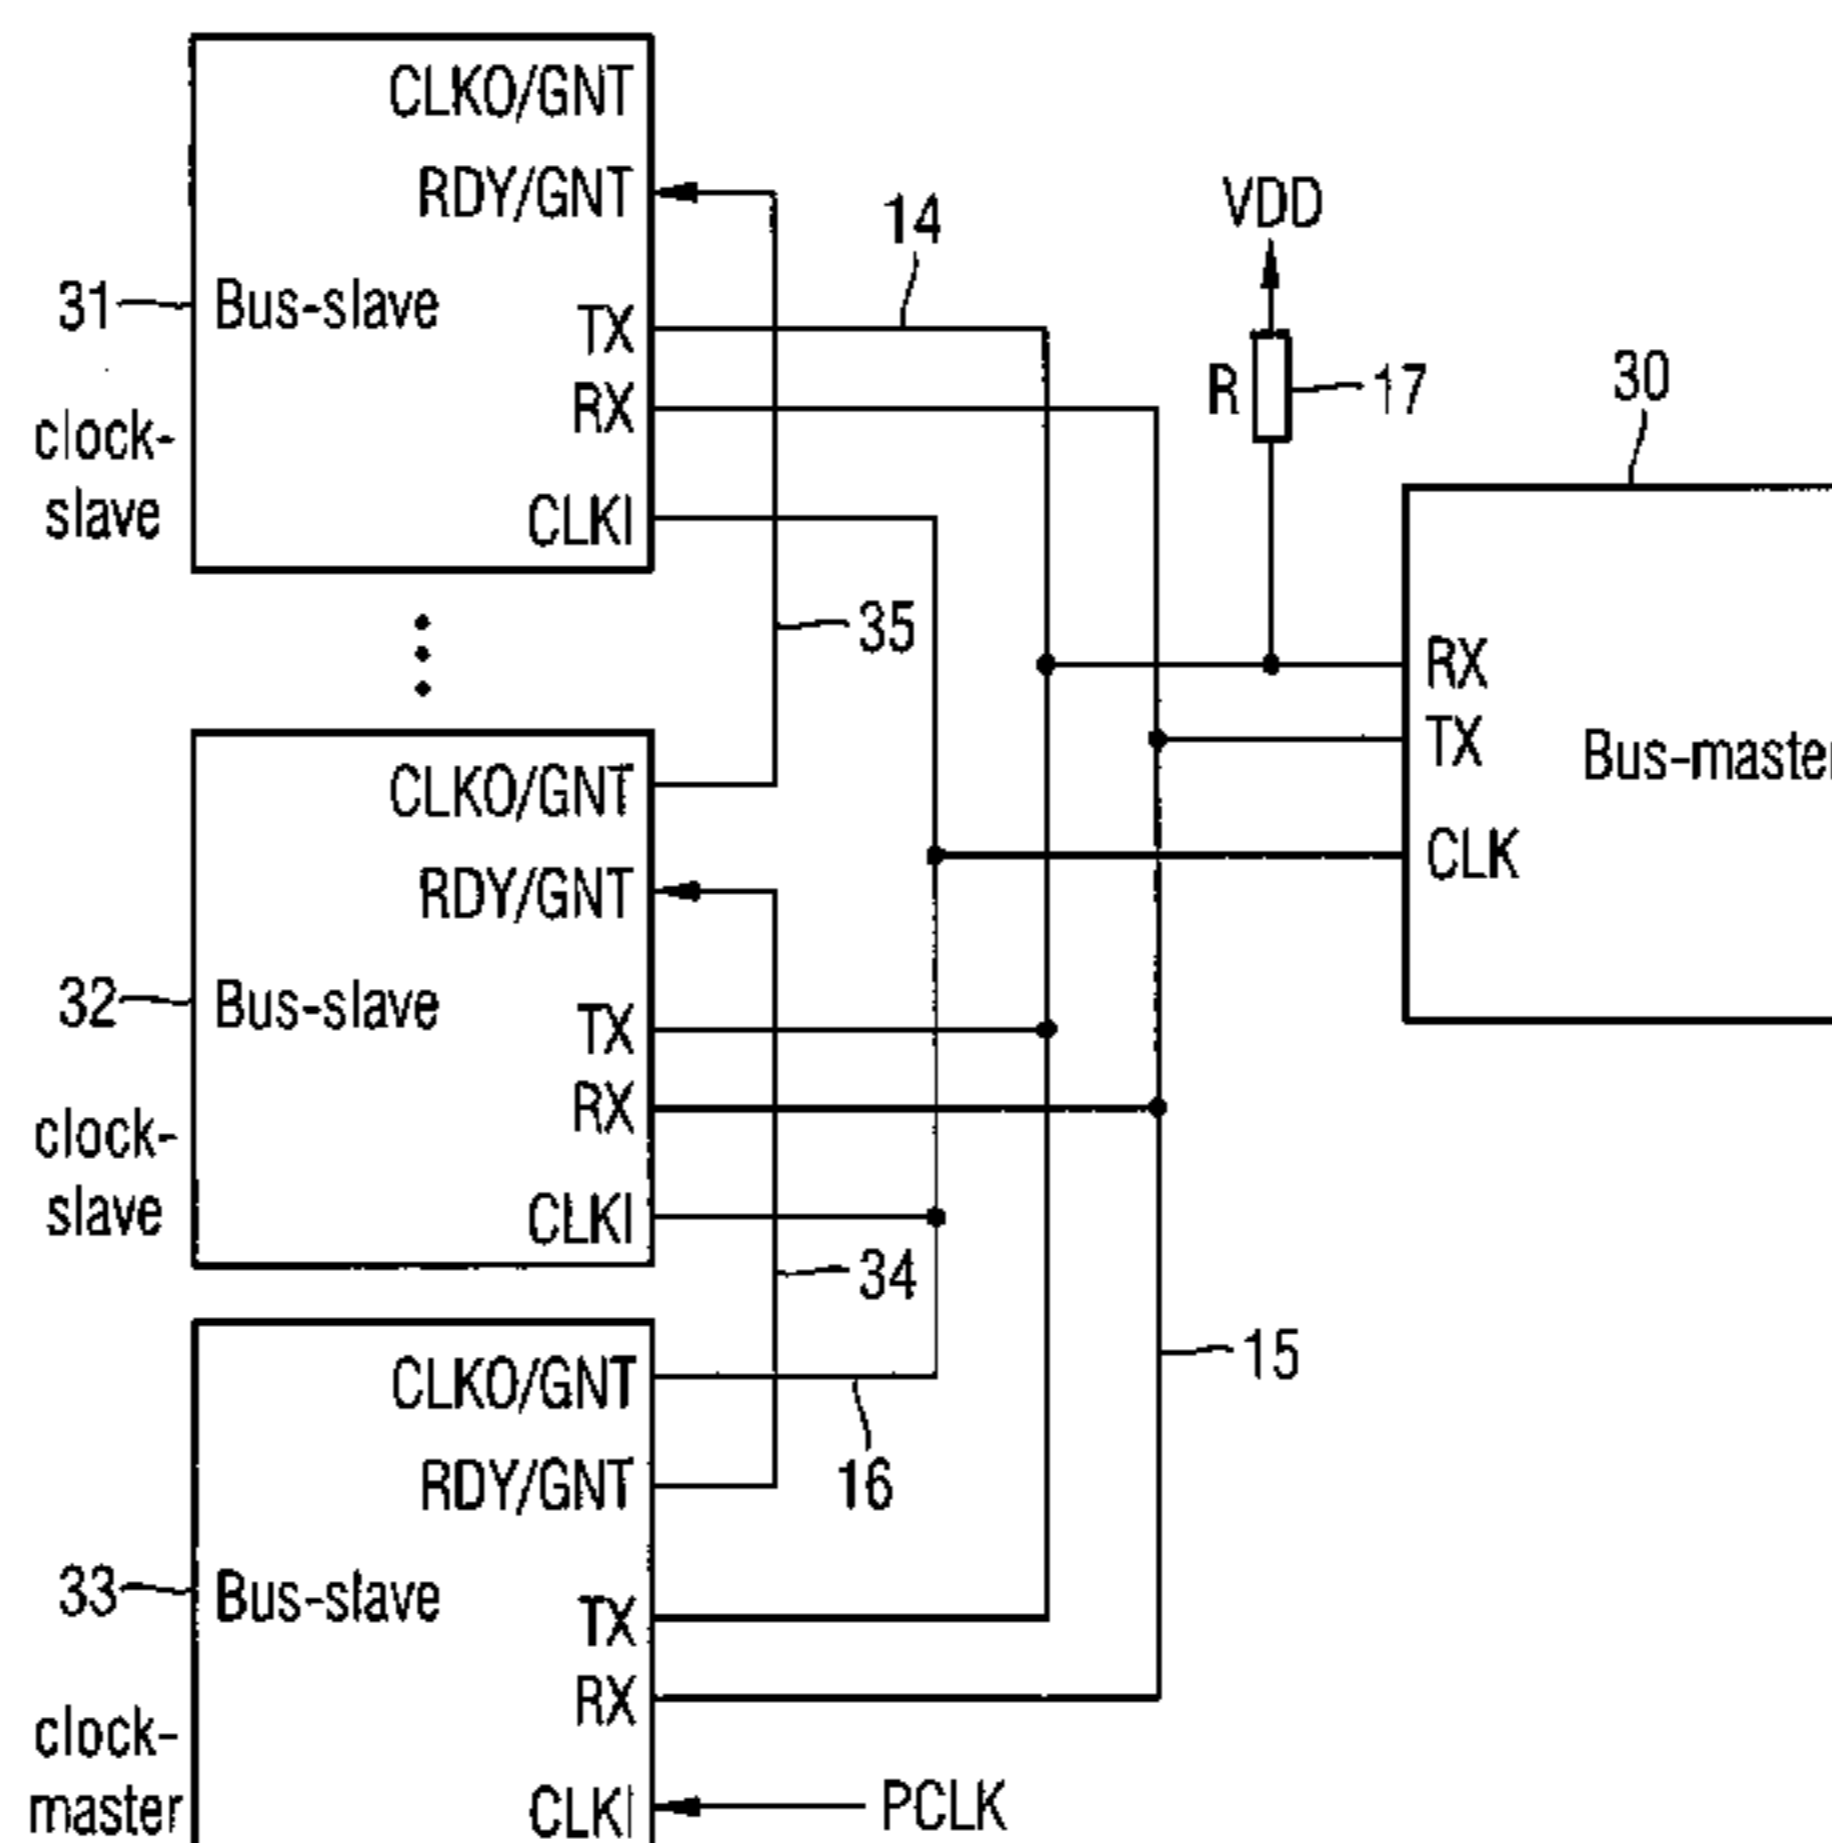 CLKO/GNT
RDY/GNT
31
Bus-slave
TX
RX
clock-
slave
CLKI
14
VDD
R
17
30
35
RX
TX
Bus-master
CLK
CLKO/GNT
RDY/GNT
32
Bus-slave
TX
RX
clock-
slave
CLKI
34
15
CLKO/GNT
RDY/GNT
16
33
Bus-slave
TX
RX
clock-
master
CLKI
PCLK